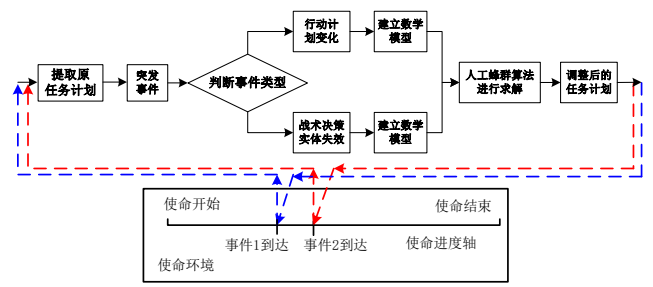 提取原
任务计划
突发
事件
判断事件类型
行动计
划变化
建立数学
模型
战术决策
实体失效
建立数学
模型
人工蜂群算法
进行求解
调整后的
任务计划
使命开始
使命结束
事件1到达
事件2到达
使命进度轴
使命环境